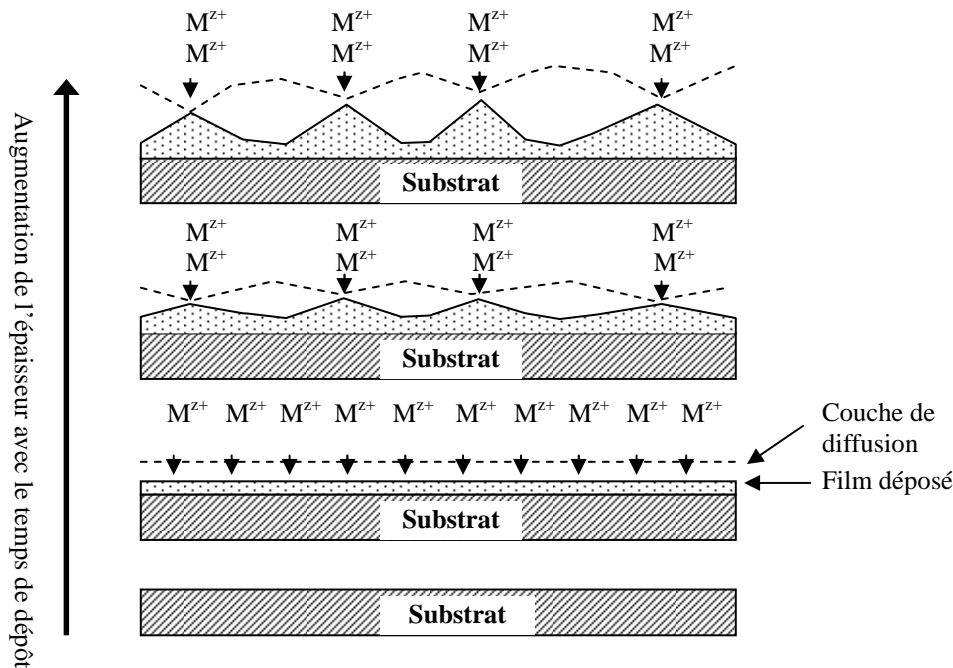 M^z+ M^z+ M^z+ M^z+
M^z+ M^z+ M^z+ M^z+
Substrat
M^z+ M^z+ M^z+ M^z+
M^z+ M^z+ M^z+ M^z+
Substrat
M^z+ M^z+ M^z+ M^z+ M^z+ M^z+ M^z+ M^z+ M^z+ M^z+
Couche de
diffusion
Film déposé
Substrat
Substrat
Augmentation de l'épaisseur avec le temps de dépôt